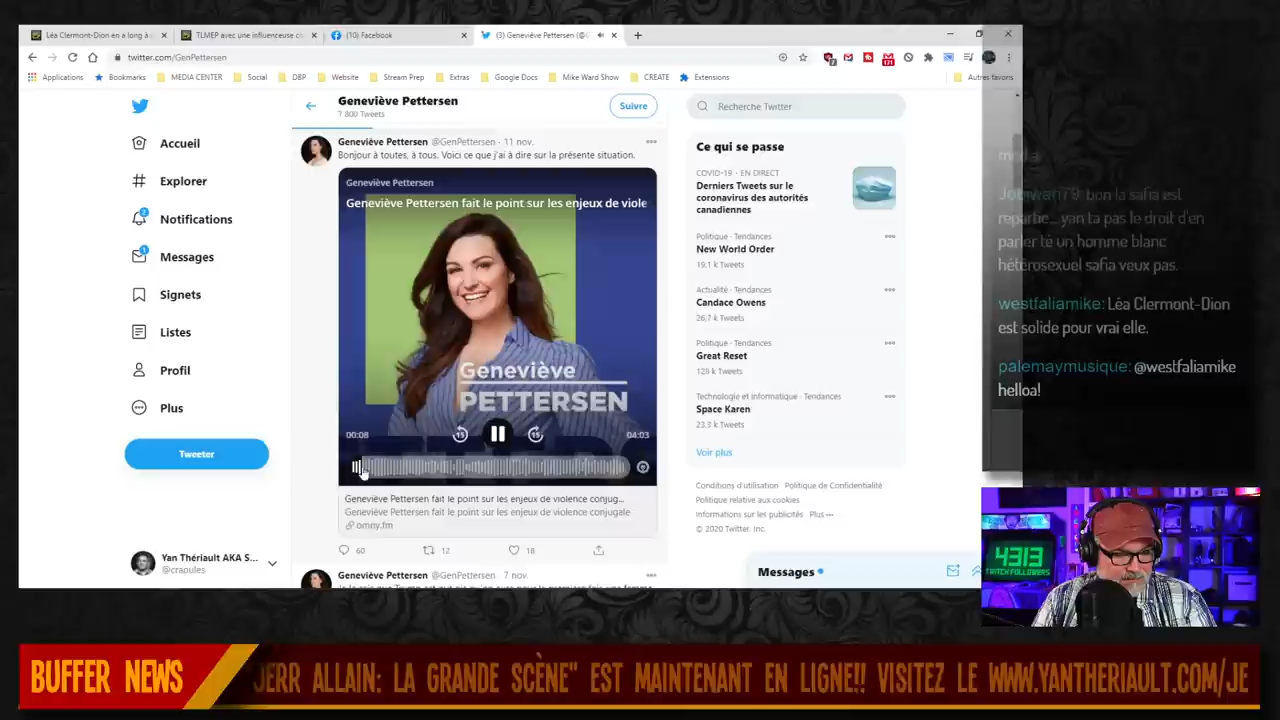 Léa Clermont-Dion en a long à
TLMEP avec une influenceuse co
(10) Facebook
(3) Geneviève Pettersen (@G
twitter.com/GenPettersen
Applications
Bookmarks
MEDIA CENTER
Social
DBP
Website
Stream Prep
Extras
Google Docs
Mike Ward Show
CREATE
Extensions
Autres favoris
Accueil
Explorer
Notifications
Messages
Signets
Listes
Profil
Plus
Tweeter
Yan Thériault AKA S...
@crapules
Geneviève Pettersen
7 800 Tweets
Suivre
Geneviève Pettersen @GenPettersen · 11 nov.
Bonjour à toutes, à tous. Voici ce que j'ai à dire sur la présente situation.
Geneviève Pettersen
Geneviève Pettersen fait le point sur les enjeux de viole
Geneviève
PETTERSEN
00:08
15
15
04:03
Geneviève Pettersen fait le point sur les enjeux de violence conjug...
Geneviève Pettersen fait le point sur les enjeux de violence conjugale
omny.fm
60
12
18
Geneviève Pettersen @GenPettersen · 7 nov.
Recherche Twitter
Ce qui se passe
COVID-19 · EN DIRECT
Derniers Tweets sur le
coronavirus des autorités
canadiennes
Politique · Tendances
New World Order
19,1 k Tweets
Actualité · Tendances
Candace Owens
26,7 k Tweets
Politique · Tendances
Great Reset
128 k Tweets
Technologie et informatique · Tendances
Space Karen
23,3 k Tweets
Voir plus
Conditions d'utilisation Politique de Confidentialité
Politique relative aux cookies
Informations sur les publicités Plus
© 2020 Twitter, Inc.
Messages
bon la safia est
repartie... yan ta pas le droit d'en
parler té un homme blanc
hétérosexuel safia veux pas.
westfaliamike: Léa Clermont-Dion
est solide pour vrai elle.
palemaymusique: @westfaliamike
helloa!
4313
TWITCH FOLLOWERS
BUFFER NEWS
JERR ALLAIN: LA GRANDE SCÈNE" EST MAINTENANT EN LIGNE!! VISITEZ LE WWW.YANTHERIAULT.COM/JE